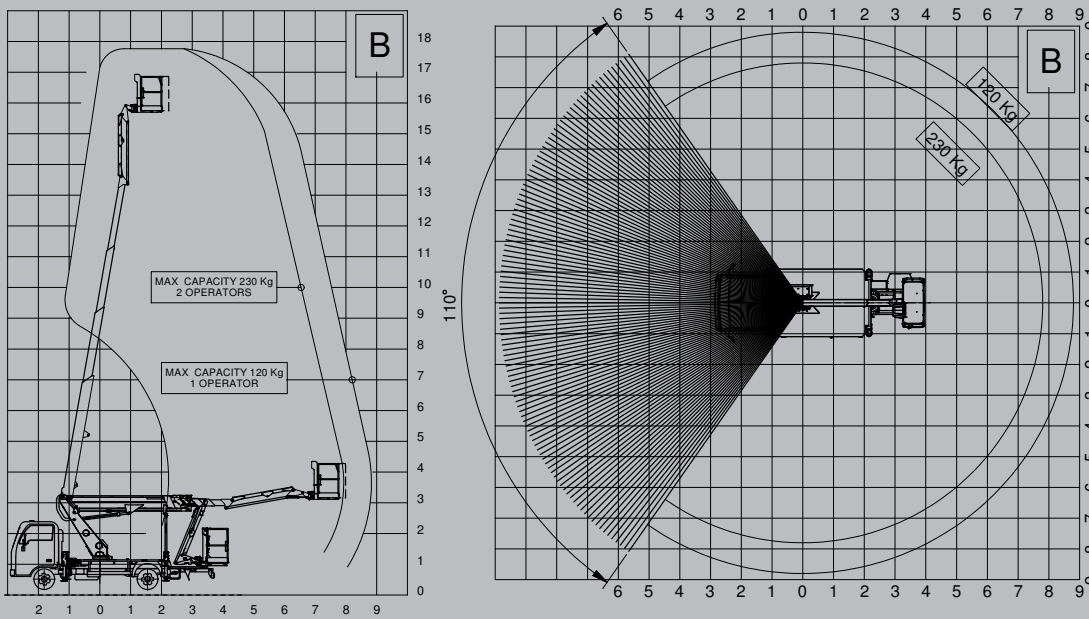 B
18
17
16
15
14
13
12
11
MAX CAPACITY 230 Kg
2 OPERATORS
10
9
8
MAX CAPACITY 120 Kg
1 OPERATOR
7
6
5
4
3
2
1
0
2 1 0 1 2 3 4 5 6 7 8 9
6 5 4 3 2 1 0 1 2 3 4 5 6 7 8 9
B
120 Kg
230 Kg
110°
6 5 4 3 2 1 0 1 2 3 4 5 6 7 8 9